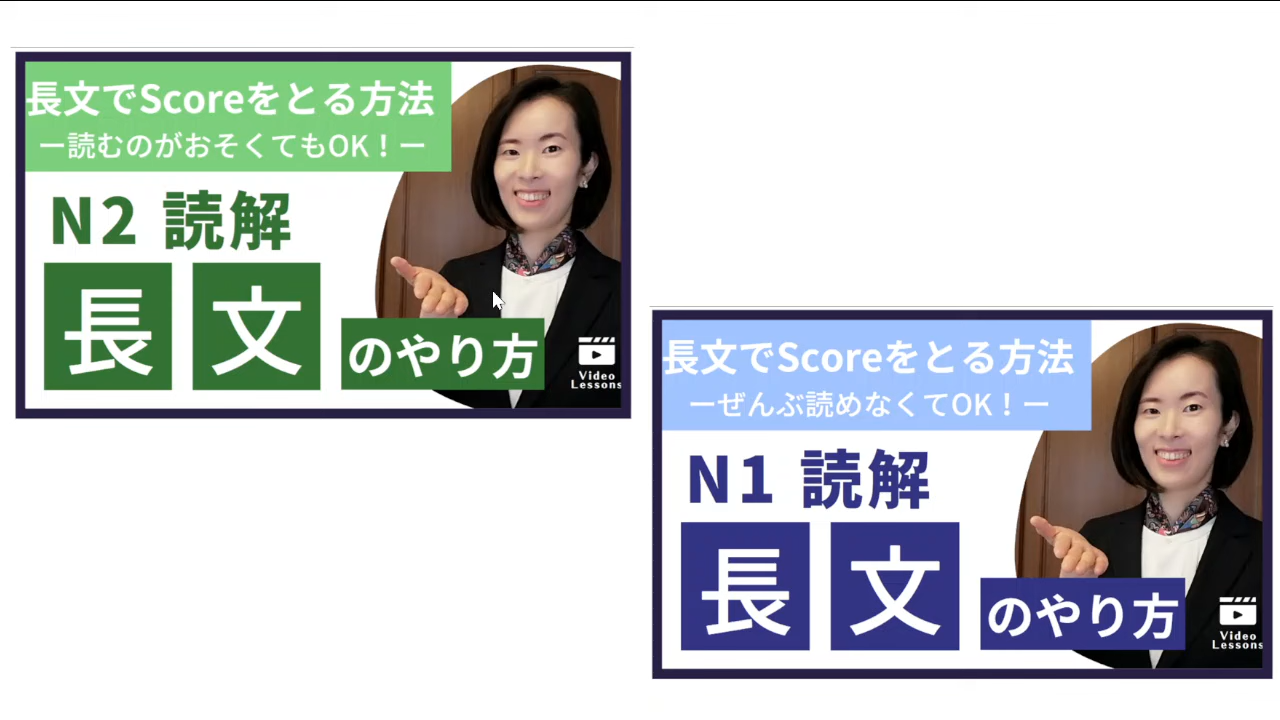 長文でScoreをとる方法
ー読むのがおそくてもOK！ー
N2 読解
長文のやり方
Video
Lessons
長文でScoreをとる方法
ーぜんぶ読めなくてOK！ー
N1 読解
長文のやり方
Video
Lessons